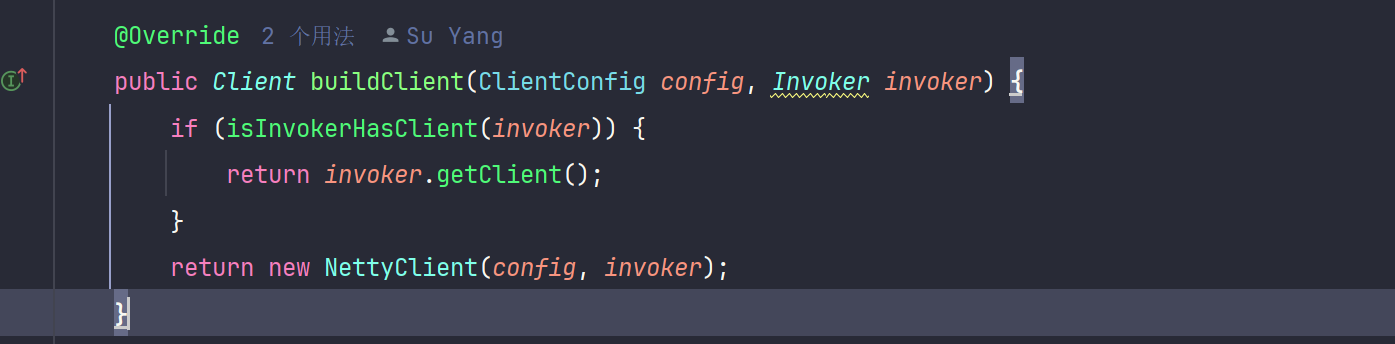 @Override 2 个用法 Su Yang
public Client buildClient(ClientConfig config, Invoker invoker) {
if (isInvokerHasClient(invoker)) {
return invoker.getClient();
}
return new NettyClient(config, invoker);
}